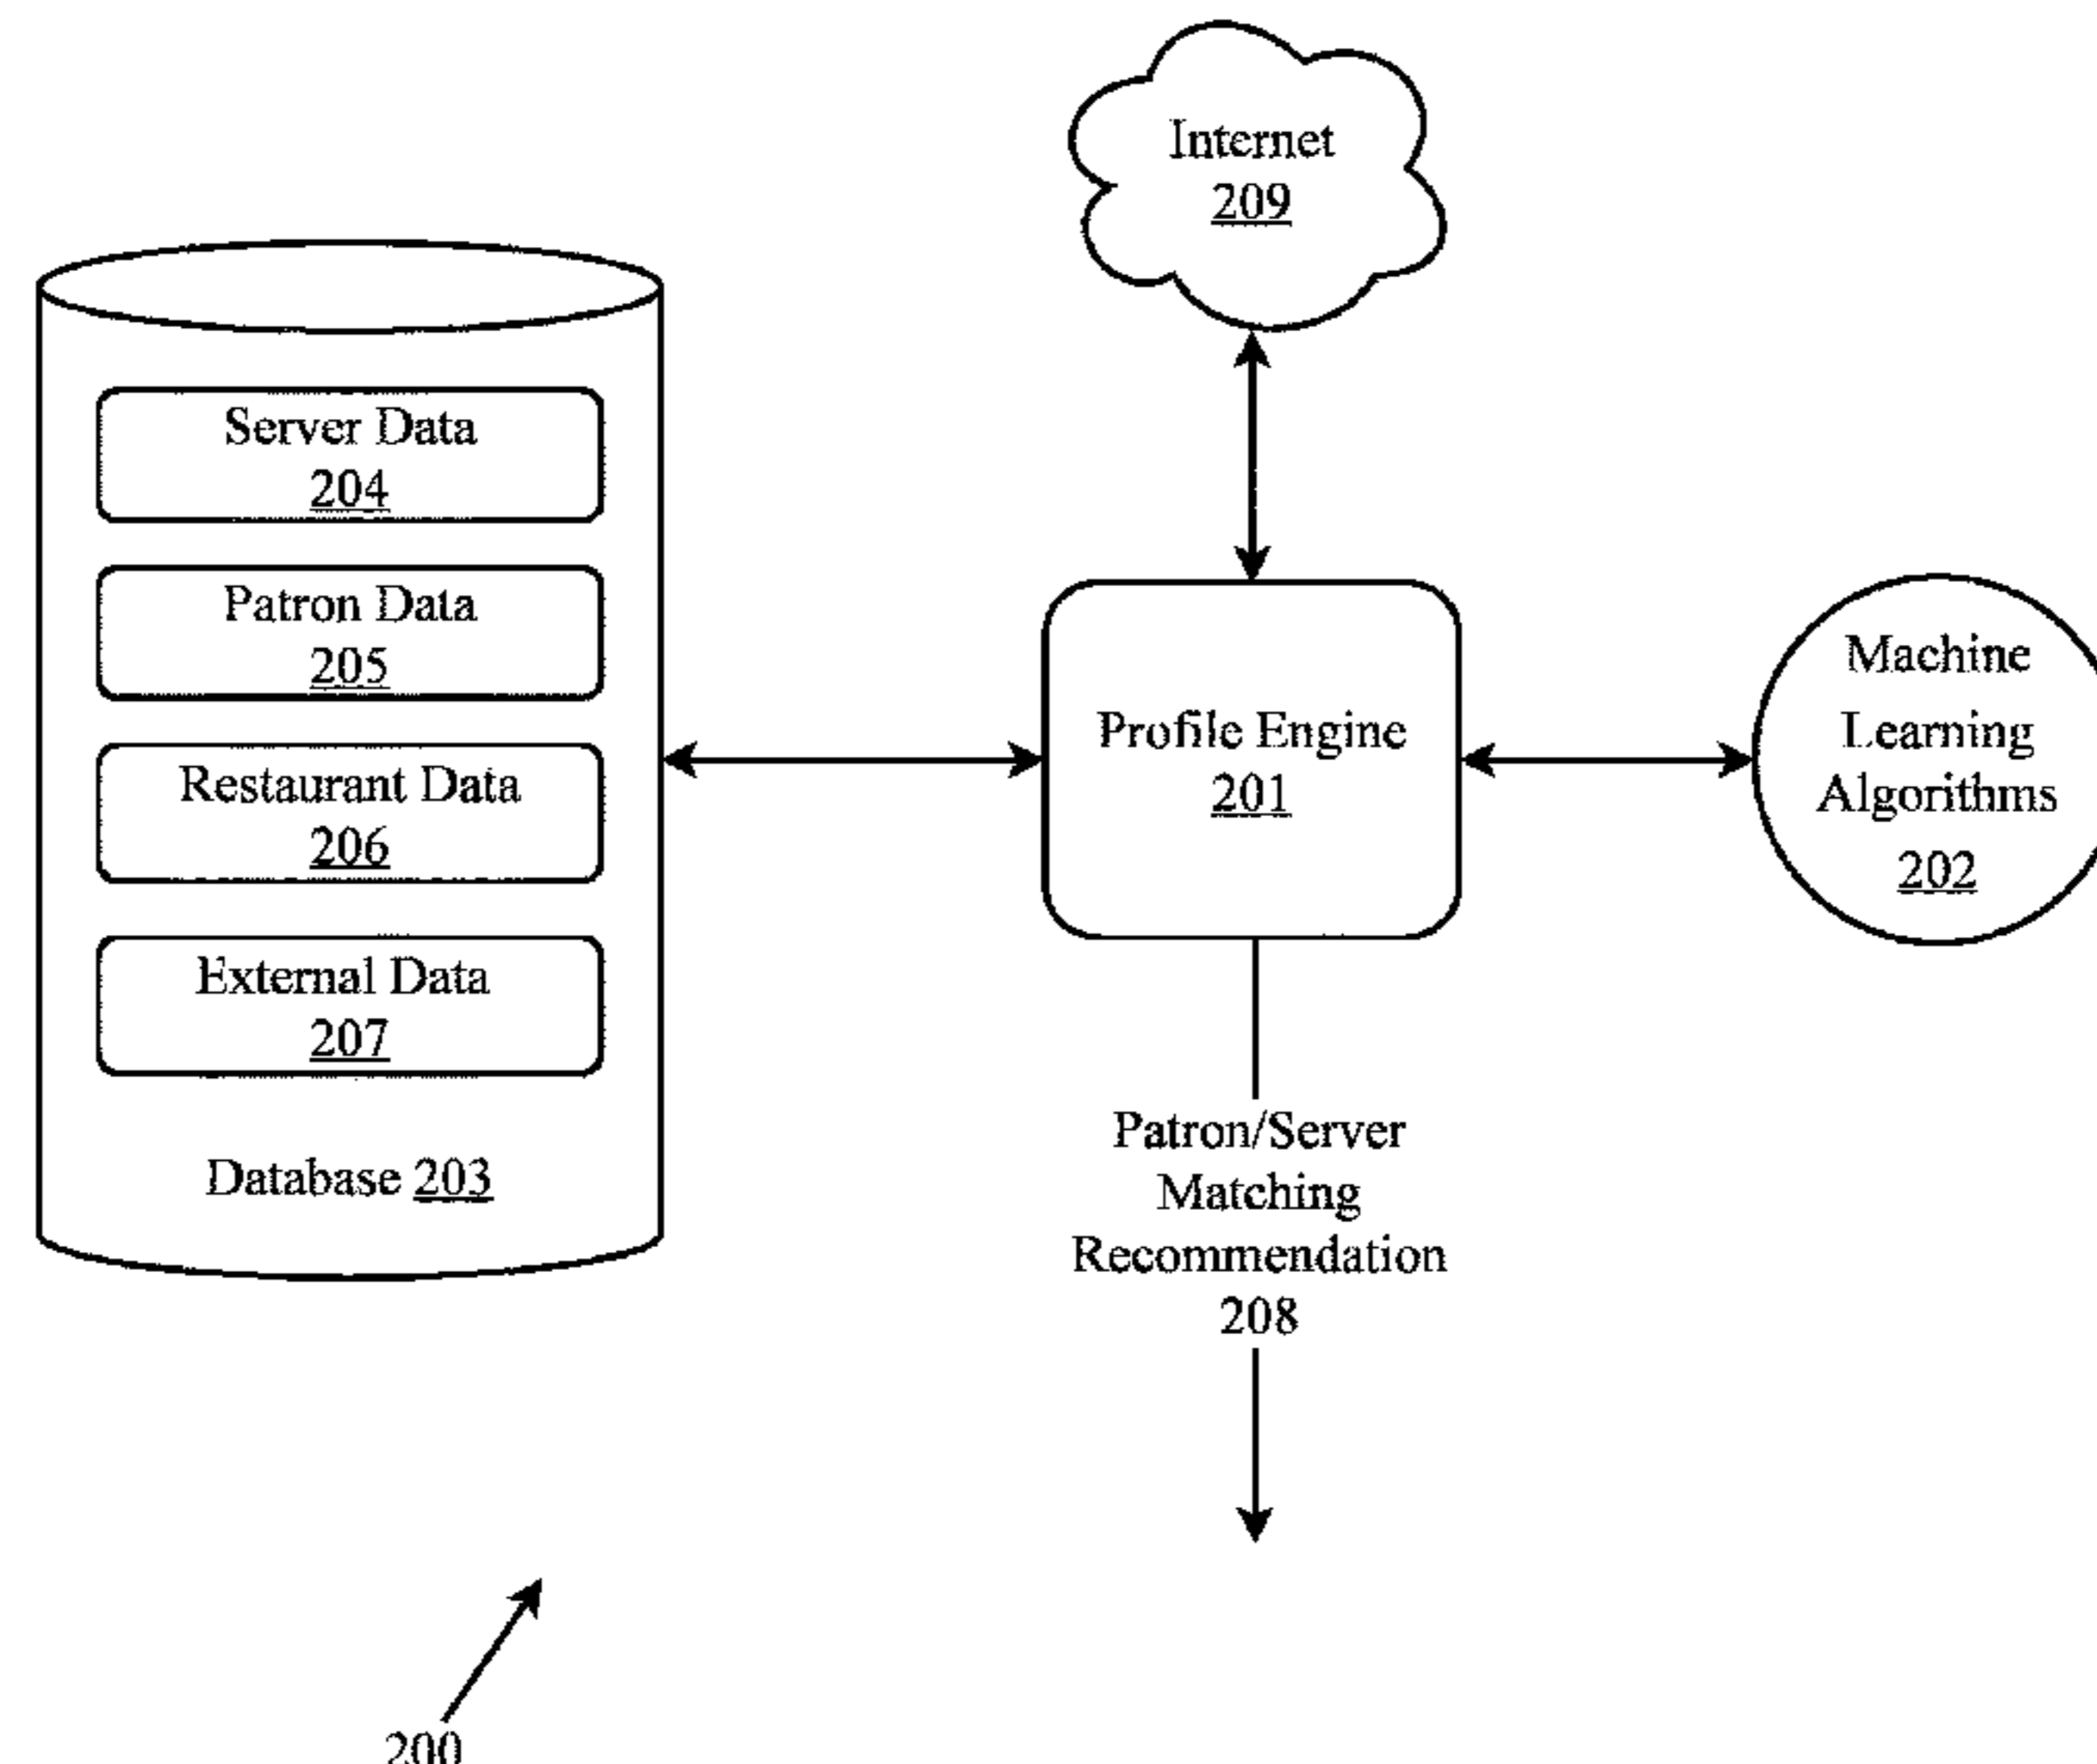 Internet
209
Server Data
204
Patron Data
205
Restaurant Data
206
External Data
207
Database 203
Profile Engine
201
Machine
Learning
Algorithms
202
Patron/Server
Matching
Recommendation
208
200